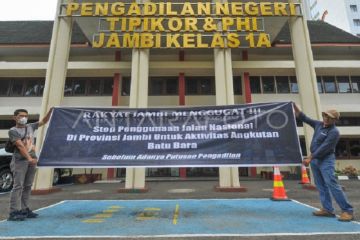 PENGADILAN NEGERI
TIPIKOR & PHI
JAMBI KELAS 1A
RAKYAT JAMBI MENGGUGAT !!!
Stop Penggunaan Jalan Nasional
Di Provinsi Jambi Untuk Aktivitas Angkutan
Batu Bara
Sebelum Adanya Putusan Pengadilan